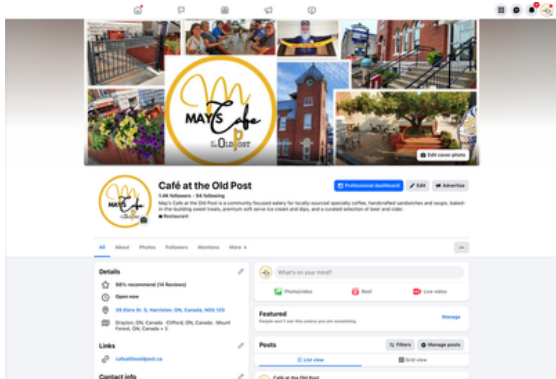 MAY'S
Cafe
OLD POST
Edit cover photo
MAY'S
Cafe
Café at the Old Post
1.6K followers · 94 following
May's Cafe at the Old Post is a community focused eatery for locally-sourced specialty coffee, handcrafted sandwiches and soups, baked-
in-the-building sweet treats, premium soft serve ice cream and dips, and a curated selection of beer and cider.
Restaurant
Professional dashboard
Edit
Advertise
All
About
Photos
Followers
Mentions
More
Details
98% recommend (14 Reviews)
Open now
39 Elora St. S, Harriston, ON, Canada, N0G 1Z0
Drayton, ON, Canada · Clifford, ON, Canada · Mount
Forest, ON, Canada + 2
Links
cafeattheoldpost.ca
Contact info
What's on your mind?
Photo/video
Reel
Live video
Featured
People won't see this unless you pin something.
Manage
Posts
Filters
Manage posts
List view
Grid view
Café at the Old Post